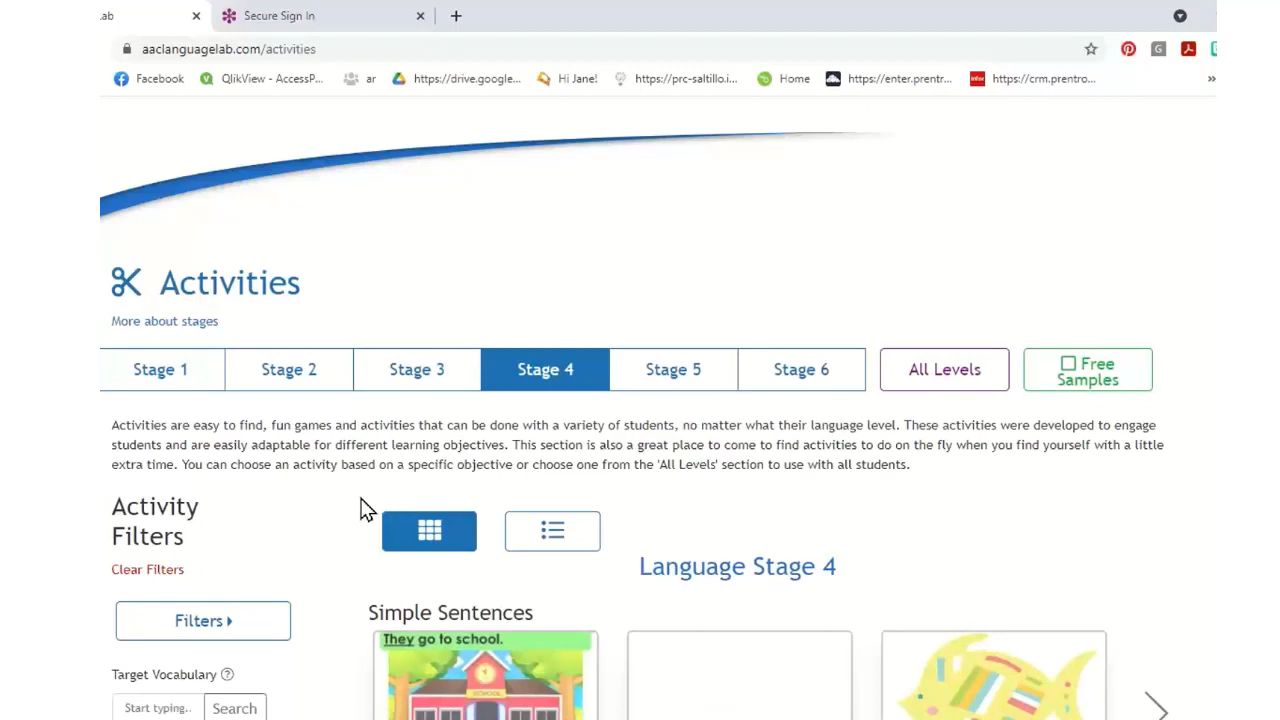 .ab
Secure Sign In
aaclanguagelab.com/activities
Facebook
QlikView - AccessP...
ar
https://drive.google...
Hi Jane!
https://prc-saltillo.i...
Home
https://enter.prentro...
https://crm.prentro...
Activities
More about stages
Stage 1
Stage 2
Stage 3
Stage 4
Stage 5
Stage 6
All Levels
Free
Samples
Activities are easy to find, fun games and activities that can be done with a variety of students, no matter what their language level. These activities were developed to engage
students and are easily adaptable for different learning objectives. This section is also a great place to come to find activities to do on the fly when you find yourself with a little
extra time. You can choose an activity based on a specific objective or choose one from the 'All Levels' section to use with all students.
Activity
Filters
Clear Filters
Language Stage 4
Filters
Simple Sentences
They go to school.
SCHOOL
Target Vocabulary
Start typing..
Search